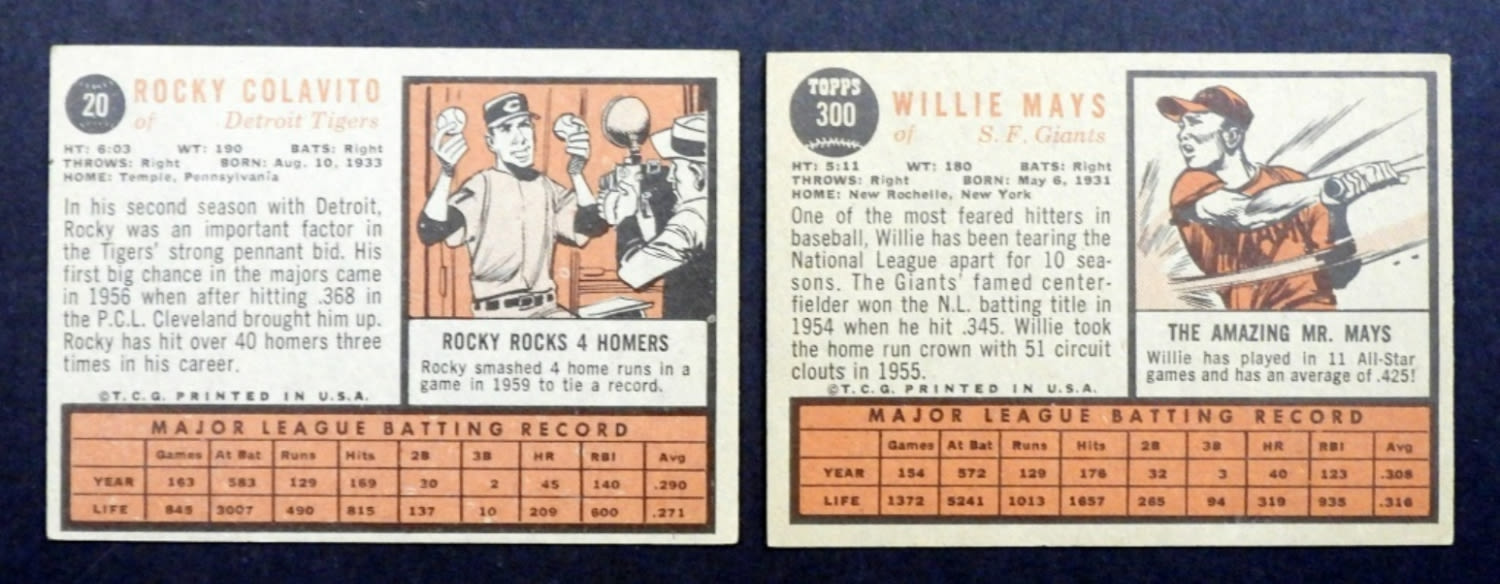 20
ROCKY COLAVITO
of Detroit Tigers
HT: 6:03 WT: 190 BATS: Right
THROWS: Right BORN: Aug. 10, 1933
HOME: Temple, Pennsylvania
In his second season with Detroit,
Rocky was an important factor in
the Tigers' strong pennant bid. His
first big chance in the majors came
in 1956 when after hitting .368 in
the P.C.L. Cleveland brought him up.
Rocky has hit over 40 homers three
times in his career.
©T.C.G. PRINTED IN U.S.A.
C
ROCKY ROCKS 4 HOMERS
Rocky smashed 4 home runs in a
game in 1959 to tie a record.
MAJOR LEAGUE BATTING RECORD
Games At Bat Runs Hits 2B 3B HR RBI Avg
YEAR 163 583 129 169 30 2 45 140 .290
LIFE 845 3007 490 815 137 10 209 600 .271
TOPPS
300
WILLIE MAYS
of S. F. Giants
HT: 5:11 WT: 180 BATS: Right
THROWS: Right BORN: May 6, 1931
HOME: New Rochelle, New York
One of the most feared hitters in
baseball, Willie has been tearing the
National League apart for 10 sea-
sons. The Giants' famed center-
fielder won the N.L. batting title in
1954 when he hit .345. Willie took
the home run crown with 51 circuit
clouts in 1955.
©T.C.G. PRINTED IN U.S.A.
THE AMAZING MR. MAYS
Willie has played in 11 All-Star
games and has an average of .425!
MAJOR LEAGUE BATTING RECORD
Games At Bat Runs Hits 2B 3B HR RBI Avg
YEAR 154 572 129 176 32 3 40 123 .308
LIFE 1372 5241 1013 1657 265 94 319 935 .316